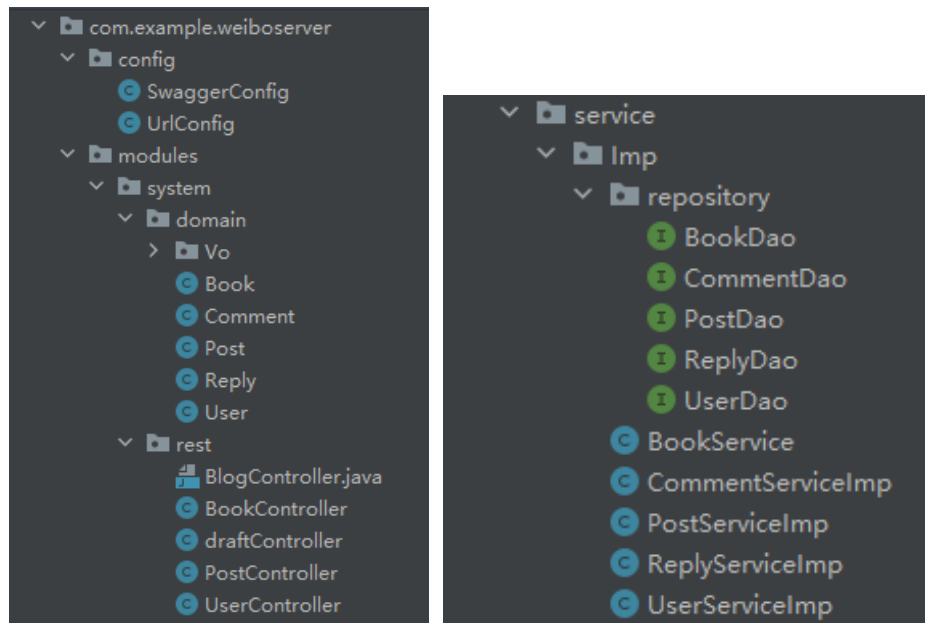 com.example.weiboserver
config
SwaggerConfig
UrlConfig
modules
system
domain
Vo
Book
Comment
Post
Reply
User
rest
BlogController.java
BookController
draftController
PostController
UserController
service
Imp
repository
BookDao
CommentDao
PostDao
ReplyDao
UserDao
BookService
CommentServiceImp
PostServiceImp
ReplyServiceImp
UserServiceImp